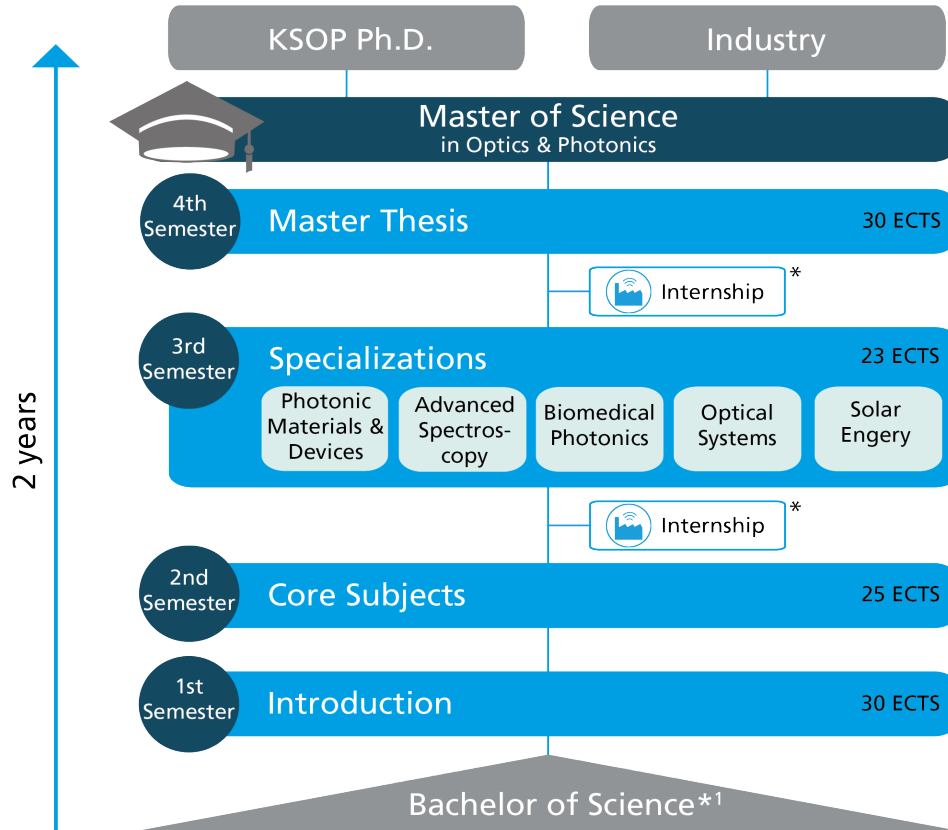 KSOP Ph.D.
Industry
Master of Science
in Optics & Photonics
4th
Semester
Master Thesis
30 ECTS
Internship
*
3rd
Semester
Specializations
23 ECTS
Photonic
Materials &
Devices
Advanced
Spectros-
copy
Biomedical
Photonics
Optical
Systems
Solar
Engery
Internship
*
2nd
Semester
Core Subjects
25 ECTS
1st
Semester
Introduction
30 ECTS
Bachelor of Science*¹
2 years